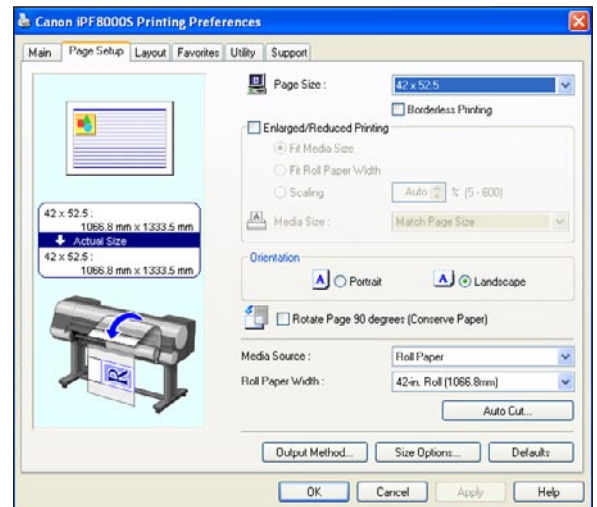 Canon iPF8000S Printing Preferences
Main Page Setup Layout Favorites Utility Support
Page Size : 42 x 52.5
Borderless Printing
Enlarged/Reduced Printing
Fit Media Size
Fit Roll Paper Width
Scaling Auto % (5 - 600)
Media Size : Match Page Size
42 x 52.5 :
1066.8 mm x 1333.5 mm
Actual Size
42 x 52.5 :
1066.8 mm x 1333.5 mm
Orientation
A Portrait A Landscape
Rotate Page 90 degrees (Conserve Paper)
Media Source : Roll Paper
Roll Paper Width : 42-in. Roll (1066.8mm)
Auto Cut...
Output Method... Size Options... Defaults
OK Cancel Apply Help